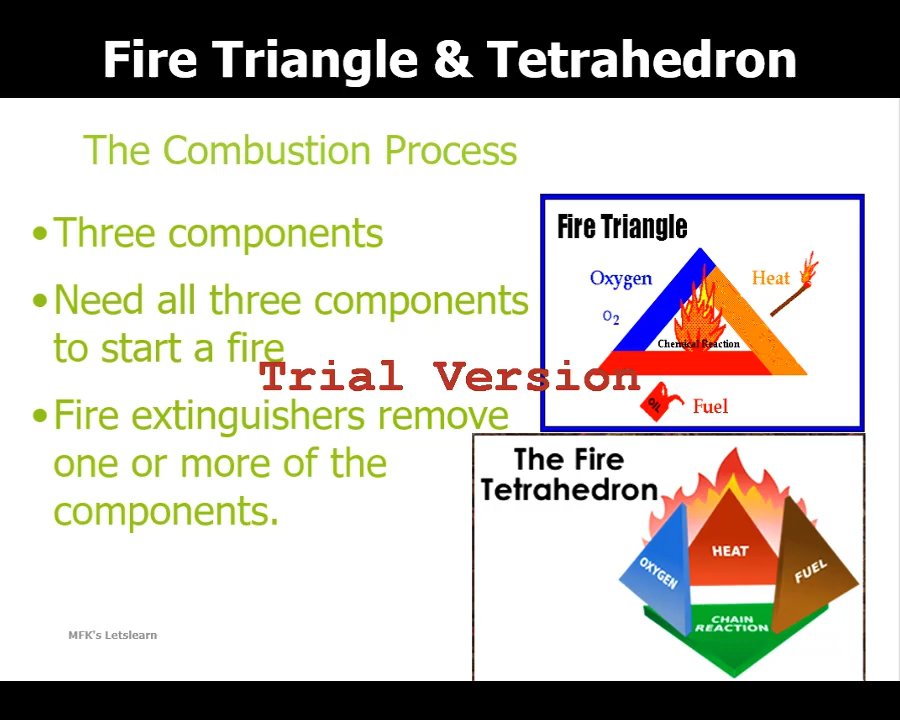 Fire Triangle & Tetrahedron
The Combustion Process
•Three components
•Need all three components
to start a fire
•Fire extinguishers remove
one or more of the
components.
Trial Version
Fire Triangle
Oxygen
Heat
O2
Chemical Reaction
OIL
Fuel
The Fire
Tetrahedron
HEAT
OXYGEN
FUEL
CHAIN
REACTION
MFK's Letslearn